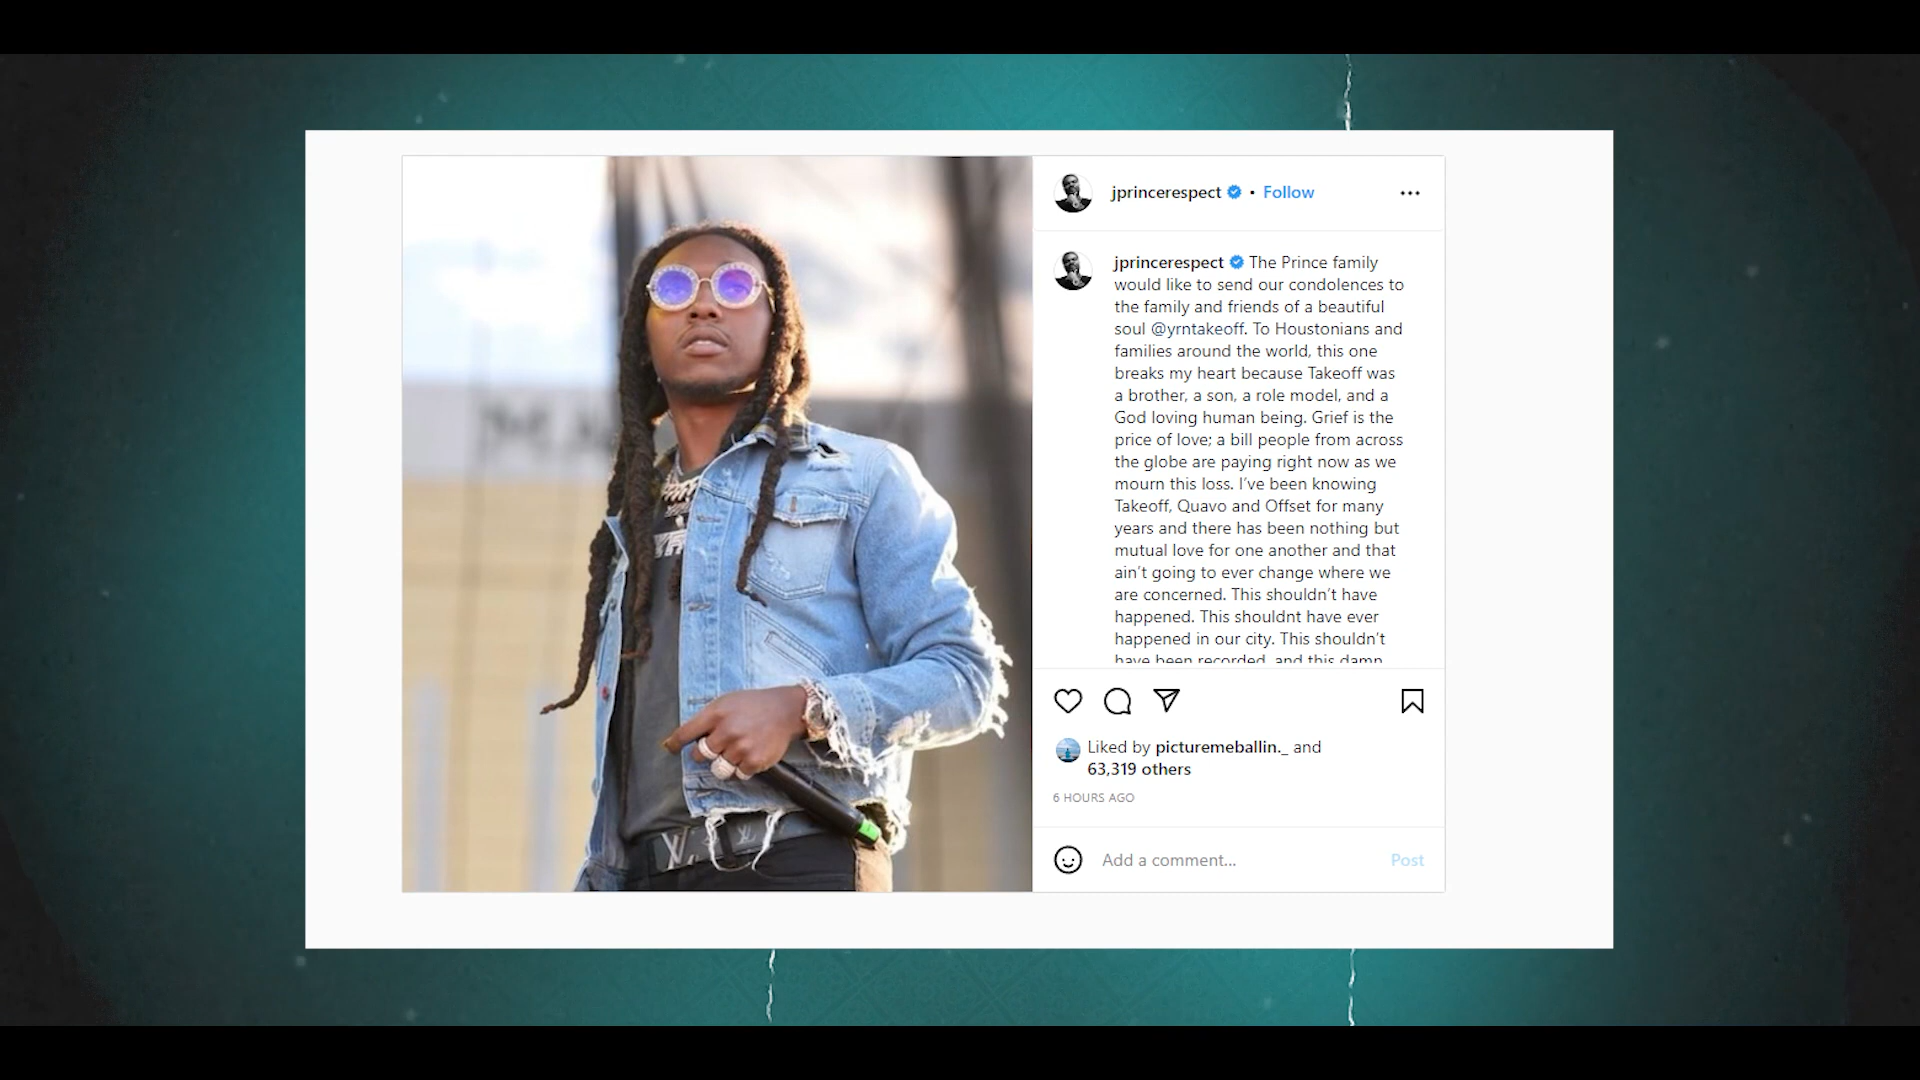 jprincerespect • Follow
jprincerespect The Prince family
would like to send our condolences to
the family and friends of a beautiful
soul @yrntakeoff. To Houstonians and
families around the world, this one
breaks my heart because Takeoff was
a brother, a son, a role model, and a
God loving human being. Grief is the
price of love; a bill people from across
the globe are paying right now as we
mourn this loss. I’ve been knowing
Takeoff, Quavo and Offset for many
years and there has been nothing but
mutual love for one another and that
ain’t going to ever change where we
are concerned. This shouldn’t have
happened. This shouldnt have ever
happened in our city. This shouldn’t
have been recorded, and this damn
Liked by picturemeballin._ and
63,319 others
6 HOURS AGO
Add a comment... Post